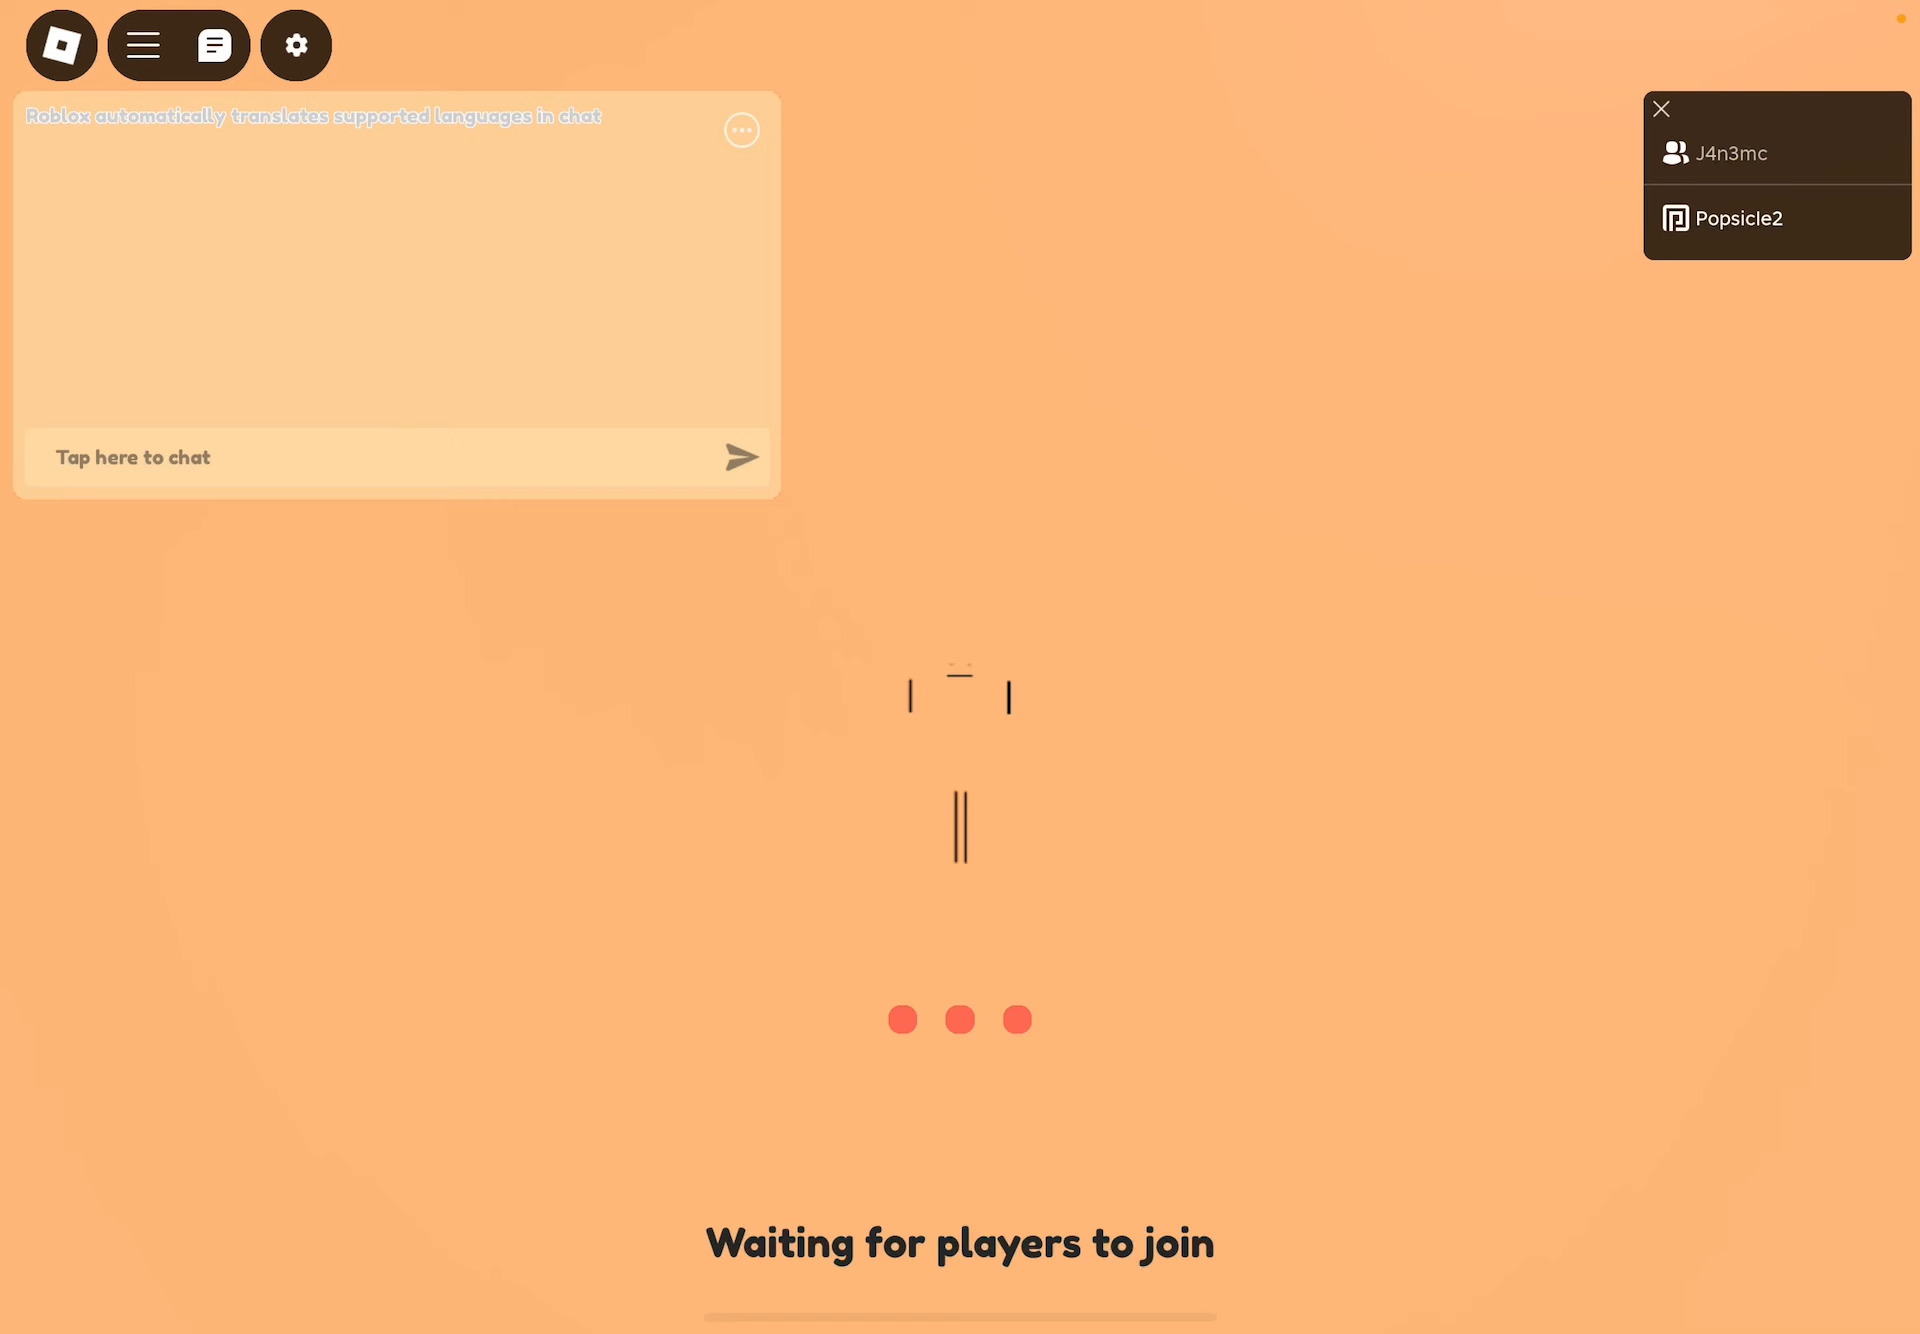 Roblox automatically translates supported languages in chat
Tap here to chat
J4n3mc
Popsicle2
Waiting for players to join